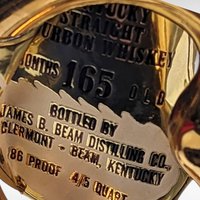 STRAIGHT
BOURBON WHISKEY
165 OLD
BOTTLED BY
JAMES B. BEAM DISTILLING CO.
CLERMONT - BEAM, KENTUCKY
86 PROOF 4/5 QUART